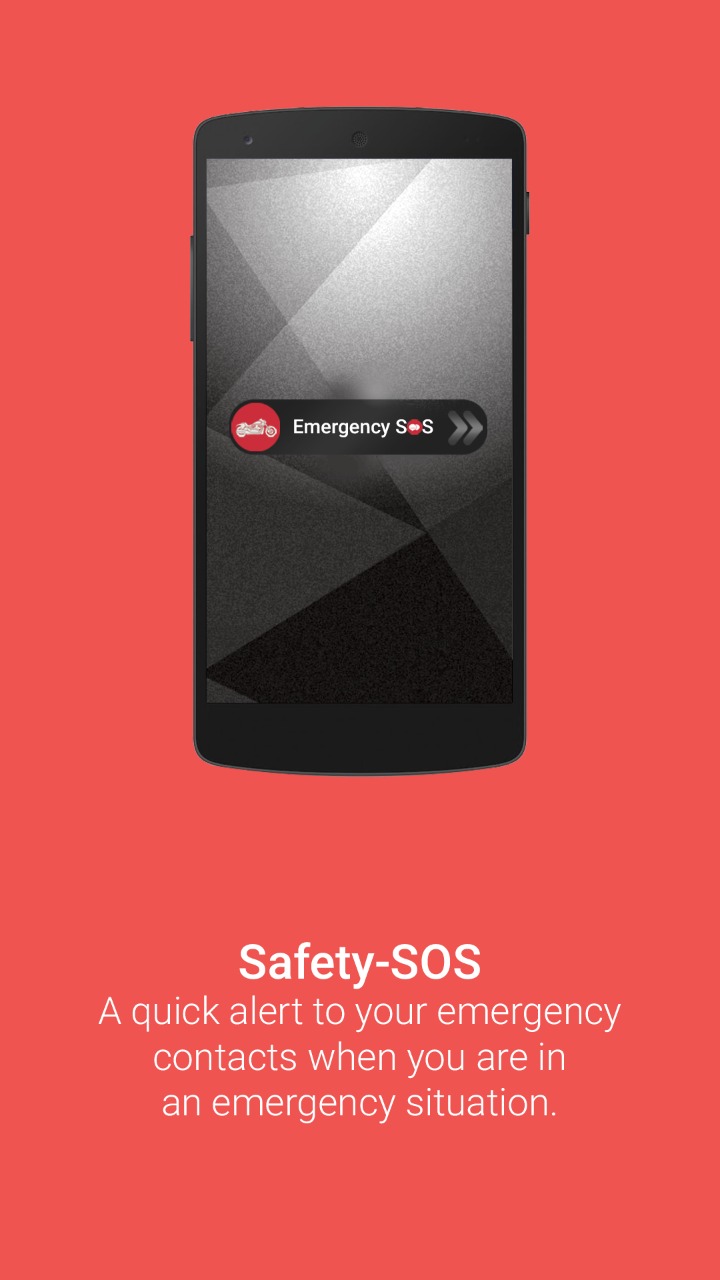 Emergency SOS
Safety-SOS
A quick alert to your emergency
contacts when you are in
an emergency situation.